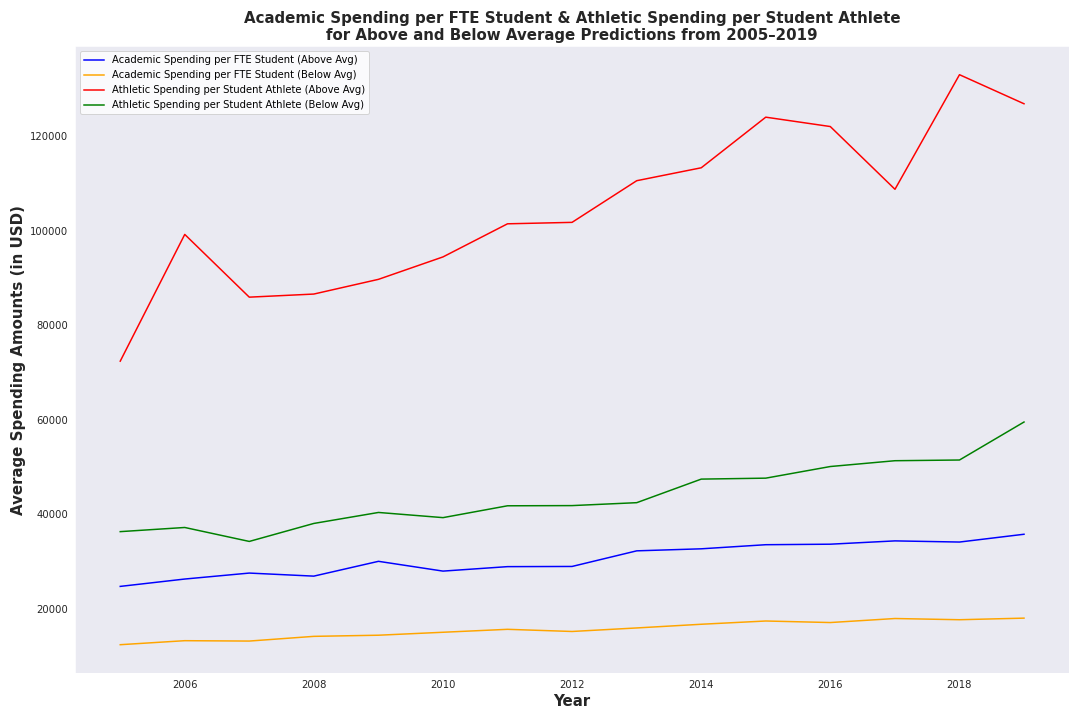 Academic Spending per FTE Student & Athletic Spending per Student Athlete
for Above and Below Average Predictions from 2005–2019
Academic Spending per FTE Student (Above Avg)
Academic Spending per FTE Student (Below Avg)
Athletic Spending per Student Athlete (Above Avg)
Athletic Spending per Student Athlete (Below Avg)
Average Spending Amounts (in USD)
120000
100000
80000
60000
40000
20000
2006 2008 2010 2012 2014 2016 2018
Year